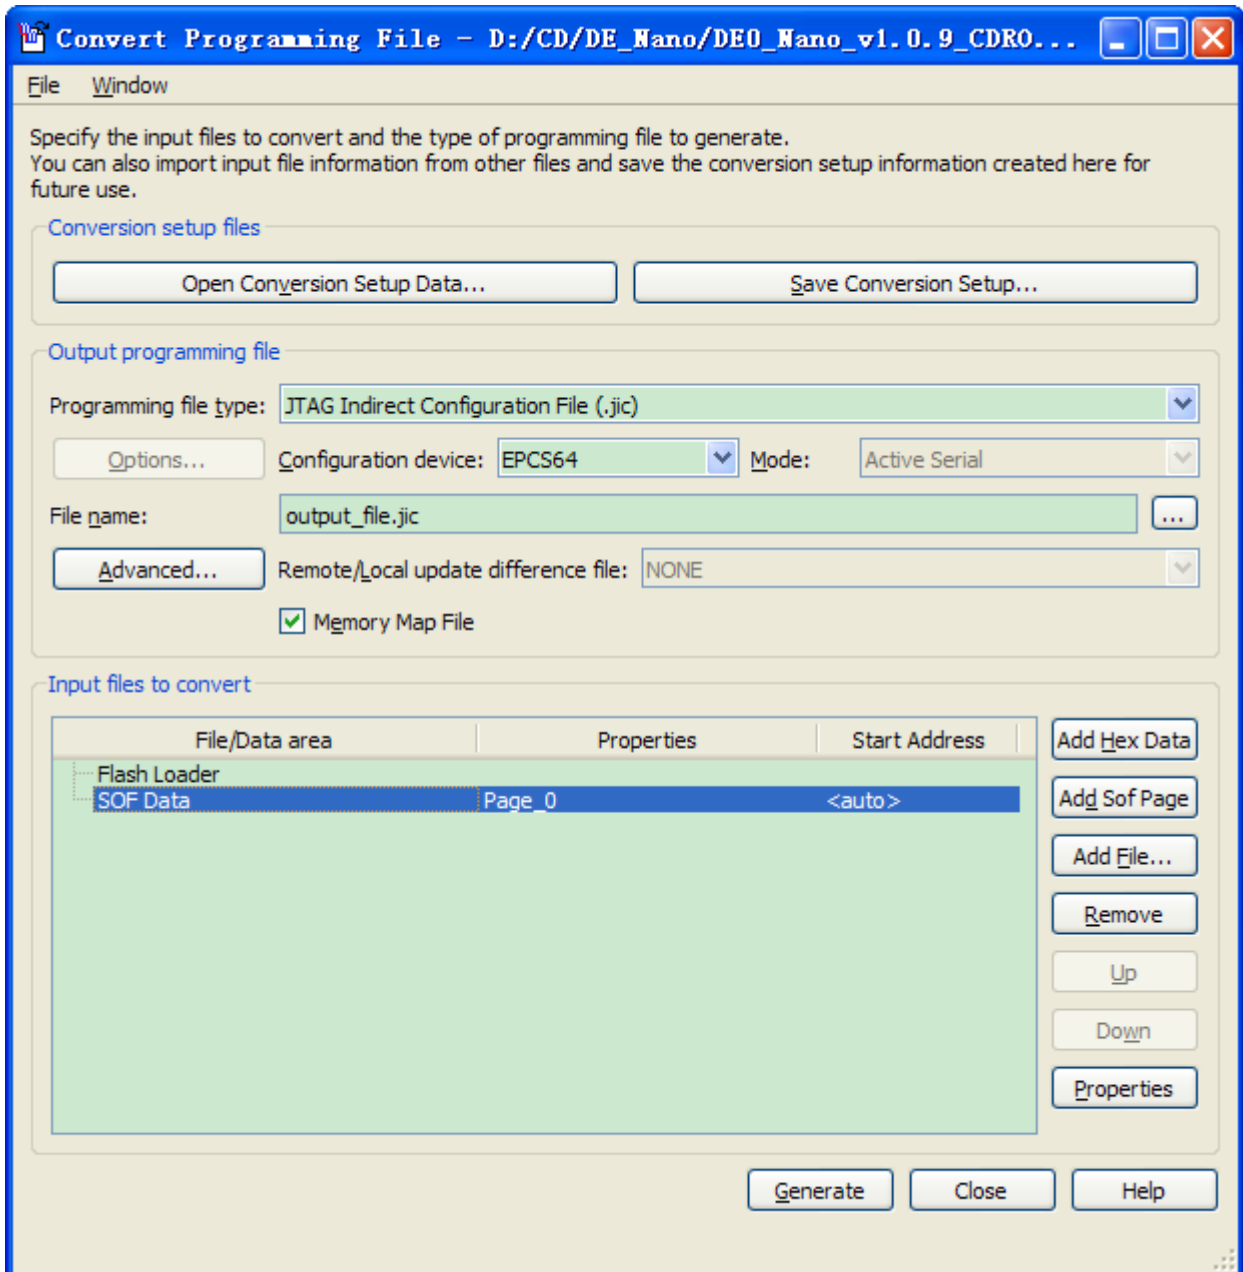 Convert Programming File - D:/CD/DE_Nano/DE0_Nano_v1.0.9_CDRO...
File Window
Specify the input files to convert and the type of programming file to generate.
You can also import input file information from other files and save the conversion setup information created here for
future use.
Conversion setup files
Open Conversion Setup Data... Save Conversion Setup...
Output programming file
Programming file type: JTAG Indirect Configuration File (.jic)
Options... Configuration device: EPCS64 Mode: Active Serial
File name: output_file.jic ...
Advanced... Remote/Local update difference file: NONE
Memory Map File
Input files to convert
File/Data area Properties Start Address Add Hex Data
Flash Loader
SOF Data Page_0 <auto> Add Sof Page
Add File...
Remove
Up
Down
Properties
Generate Close Help